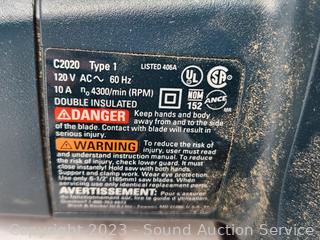 C2020 Type 1
LISTED 406A
120 V AC~ 60 Hz
10 A n₀ 4300/min (RPM)
DOUBLE INSULATED
UL
NOM
152
ANCE
DANGER Keep hands and body
away from and to the side
of the blade. Contact with blade will result in
serious injury.
WARNING To reduce the risk of
injury, user must read
and understand instruction manual. To reduce
the risk of injury, check lower guard. It must
close instantly! Hold saw with both hands.
Support and clamp work. Wear eye protection.
Use only 6-1/2" (165mm) saw blades. When
servicing use only identical replacement parts.
AVERTISSEMENT:
Copyright - 2023 - Storm Auction Service